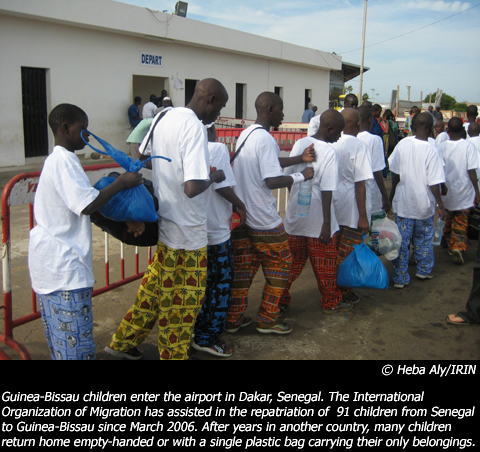 DEPART
© Heba Aly/IRIN
Guinea-Bissau children enter the airport in Dakar, Senegal. The International
Organization of Migration has assisted in the repatriation of 91 children from Senegal
to Guinea-Bissau since March 2006. After years in another country, many children
return home empty-handed or with a single plastic bag carrying their only belongings.